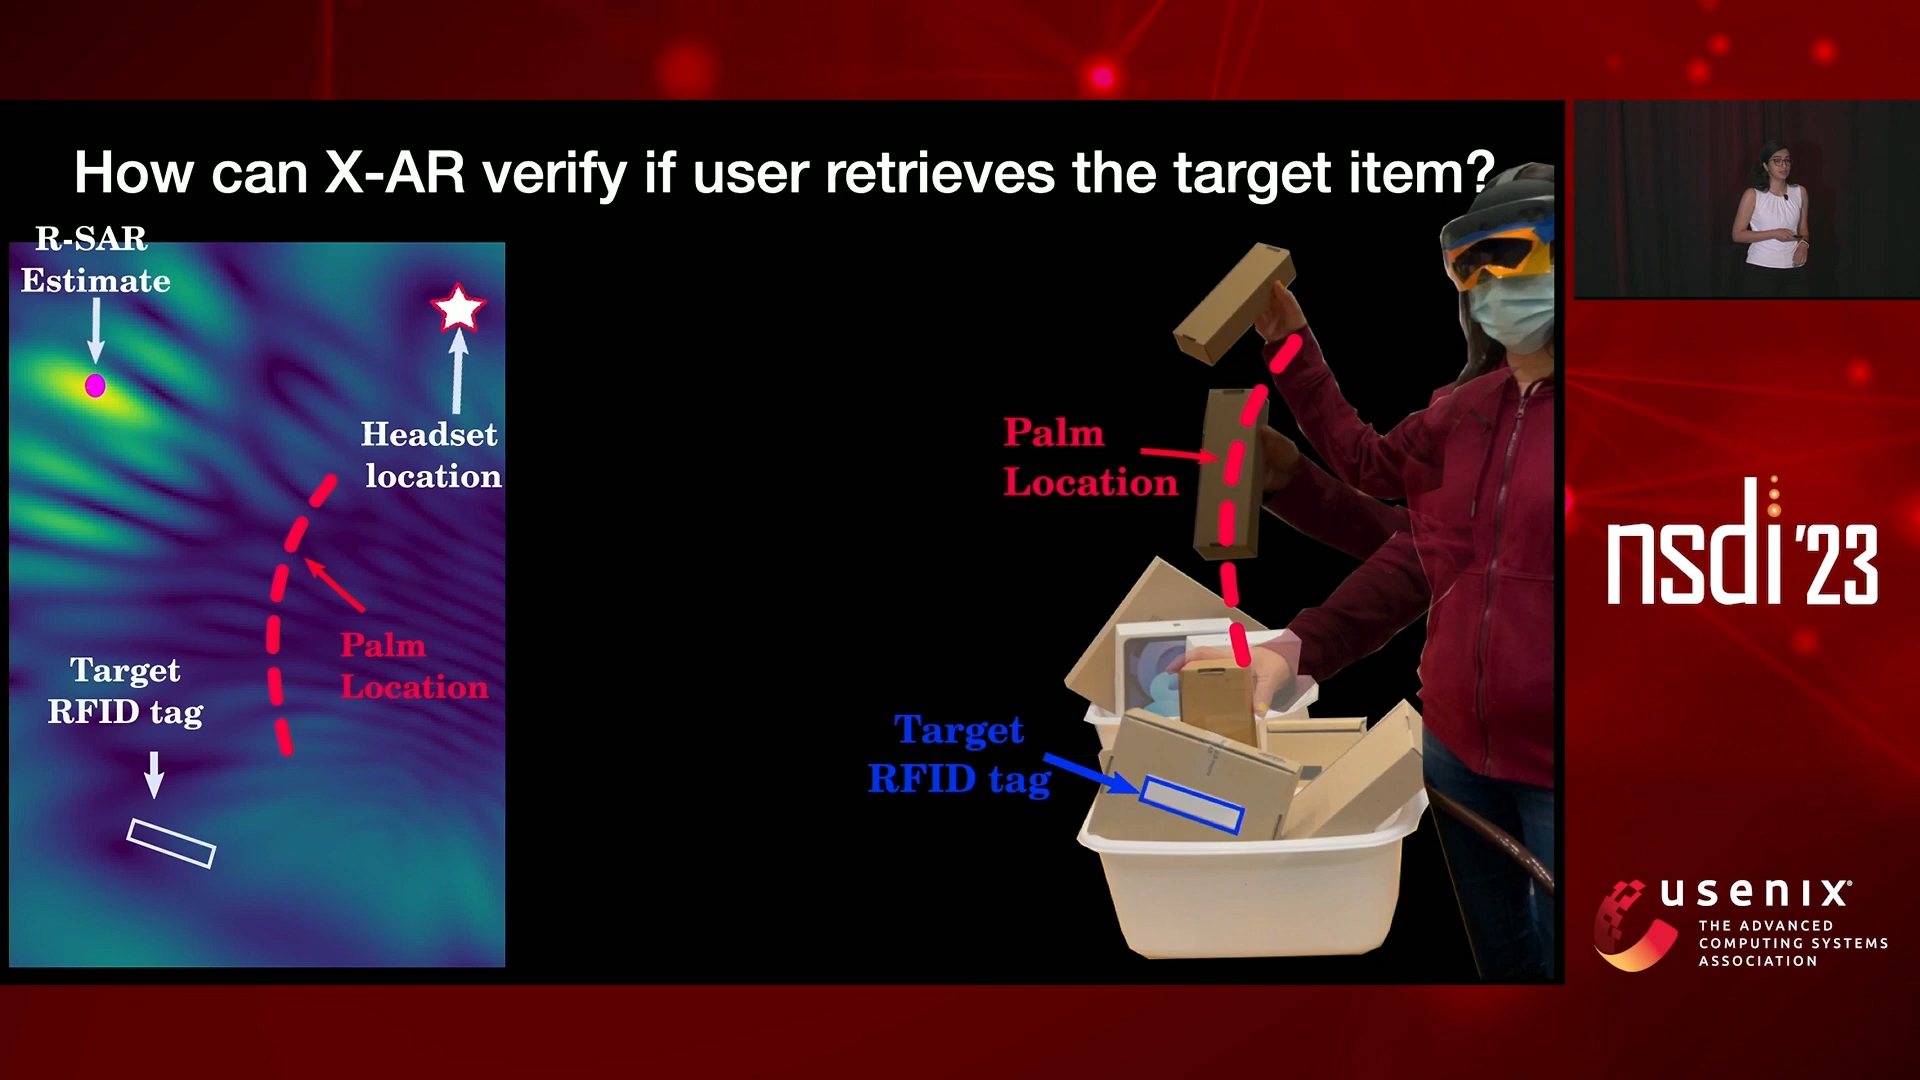 How can X-AR verify if user retrieves the target item?
R-SAR
Estimate
Headset
location
Palm
Location
Target
RFID tag
Palm
Location
Target
RFID tag
nsdi '23
usenix®
THE ADVANCED
COMPUTING SYSTEMS
ASSOCIATION